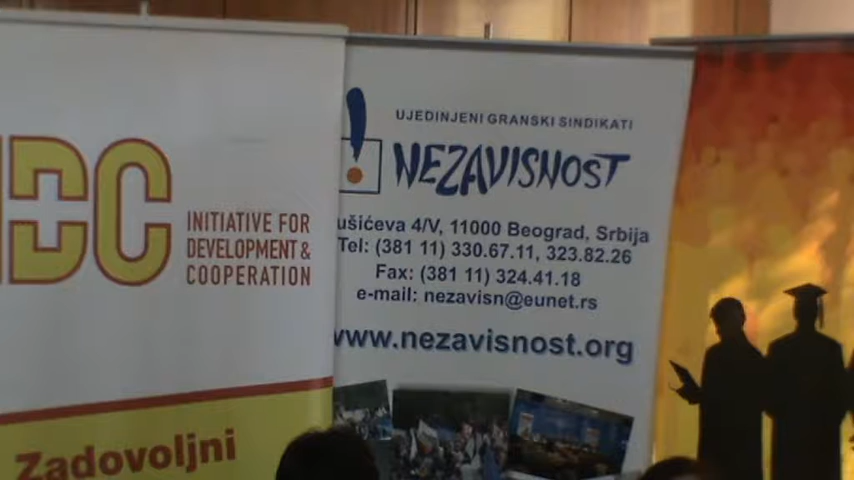 DC
INITIATIVE FOR
DEVELOPMENT &
COOPERATION
Zadovoljni
!
UJEDINJENI GRANSKI SINDIKATI
NEZAVISNOST
ušićeva 4/V, 11000 Beograd, Srbija
Tel: (381 11) 330.67.11, 323.82.26
Fax: (381 11) 324.41.18
e-mail: nezavisn@eunet.rs
www.nezavisnost.org